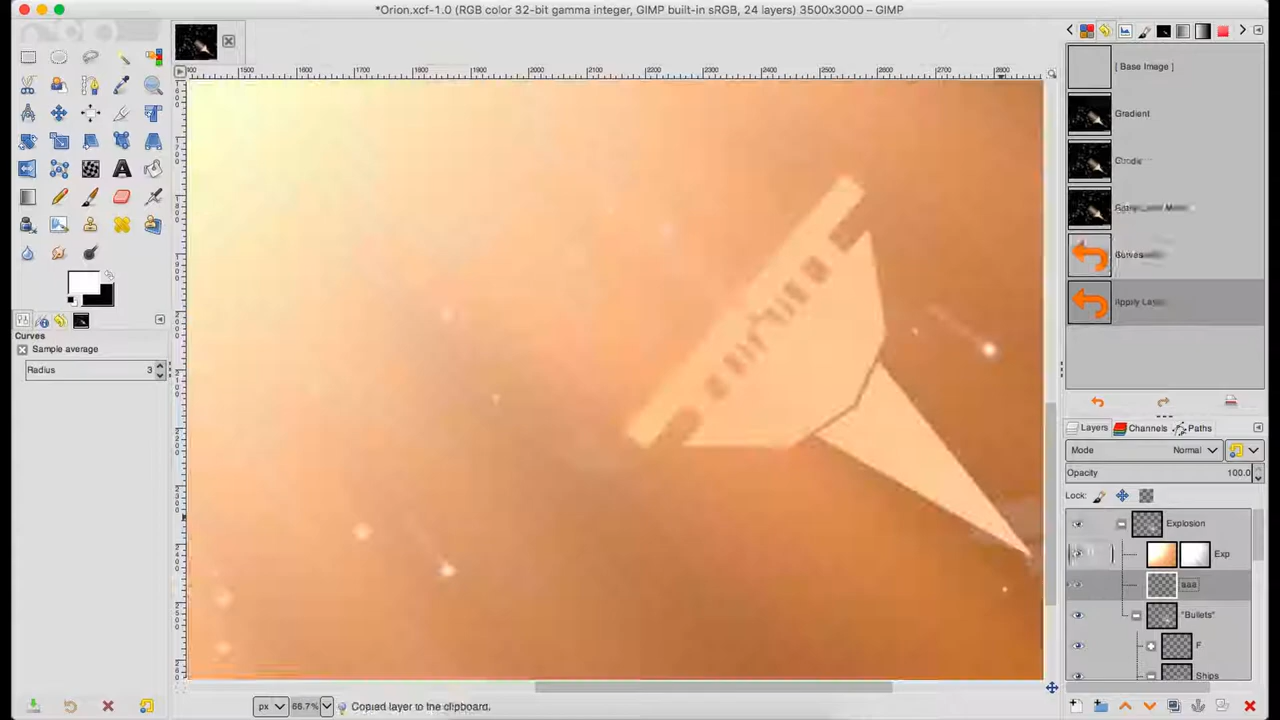 *Orion.xcf-1.0 (RGB color 32-bit gamma integer, GIMP built-in sRGB, 24 layers) 3500x3000 – GIMP
1500 1600 1700 1800 1900 2000 2100 2200 2300 2400 2500 2600 2700 2800
[ Base Image ]
Gradient
Curves
Curves
Sample average
Radius 3
Layers Channels Paths
Mode Normal
Opacity 100.0
Lock:
Explosion
Exp
aaa
"Bullets"
F
Ships
px 66.7% Copied layer to the clipboard.